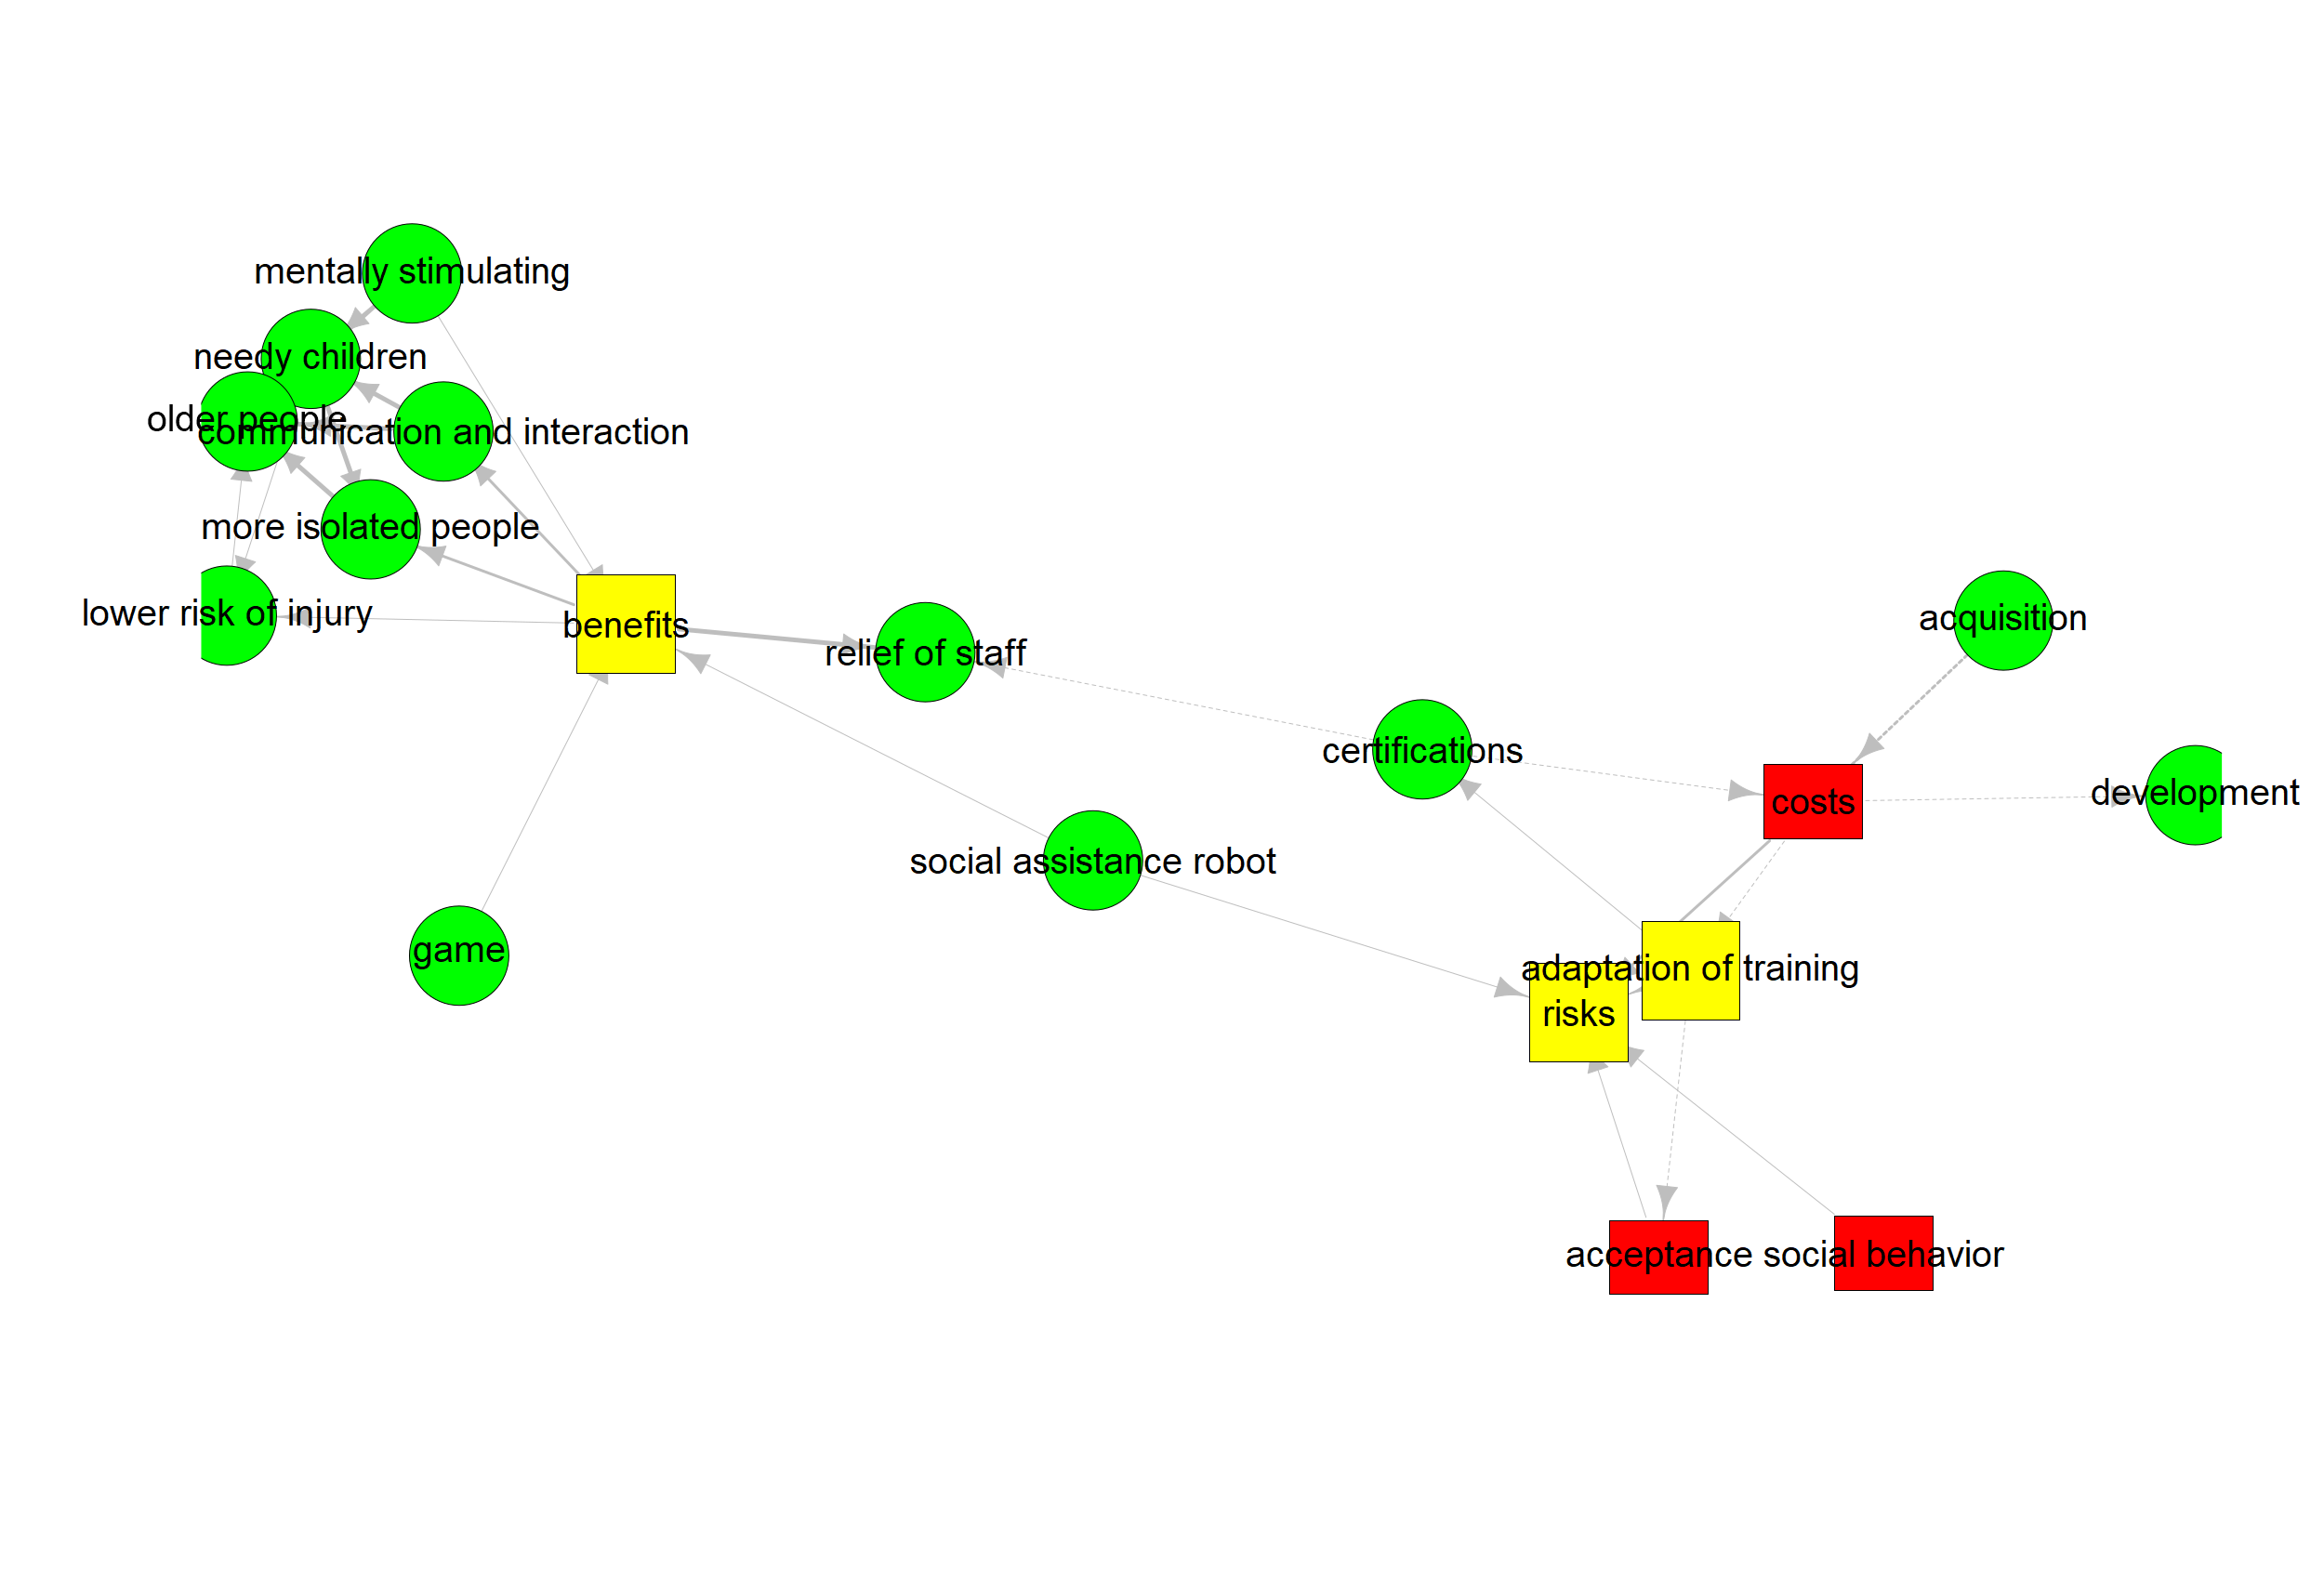 mentally stimulating
needy children
older people
communication and interaction
more isolated people
lower risk of injury
benefits
relief of staff
acquisition
certifications
costs
development
social assistance robot
game
adaptation of training
risks
acceptance
social behavior